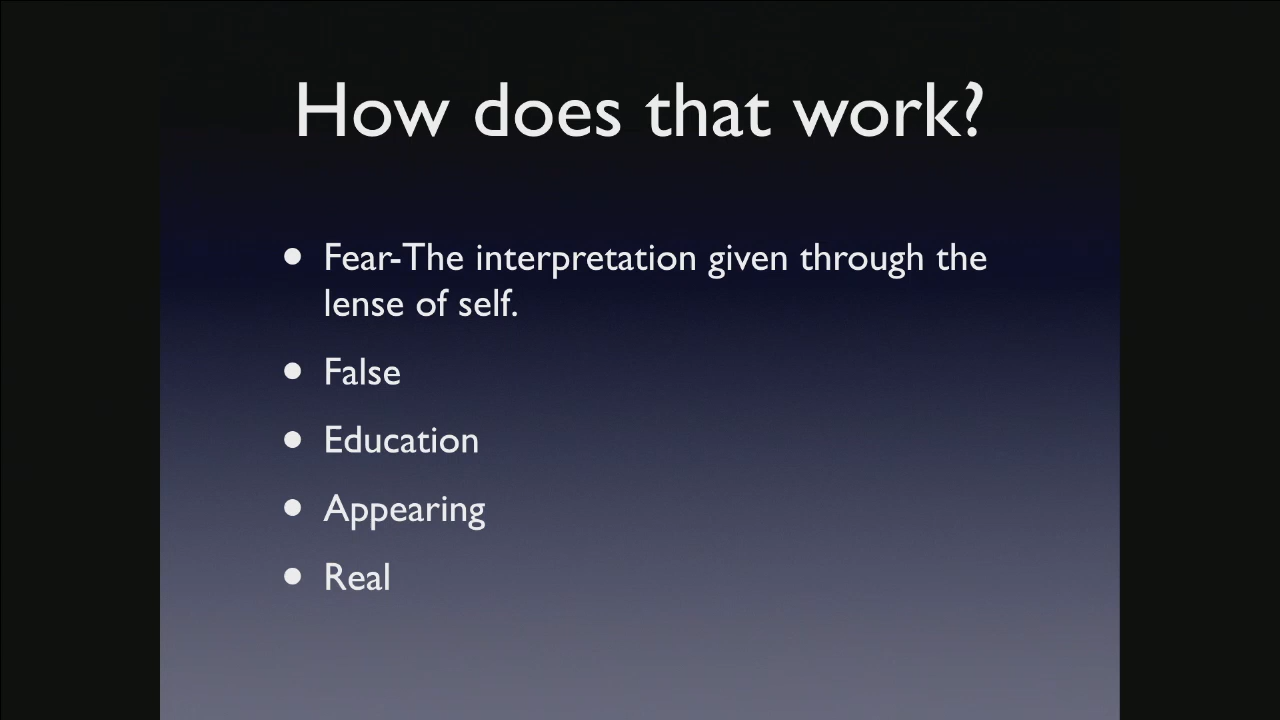 How does that work?
• Fear-The interpretation given through the
lense of self.
• False
• Education
• Appearing
• Real